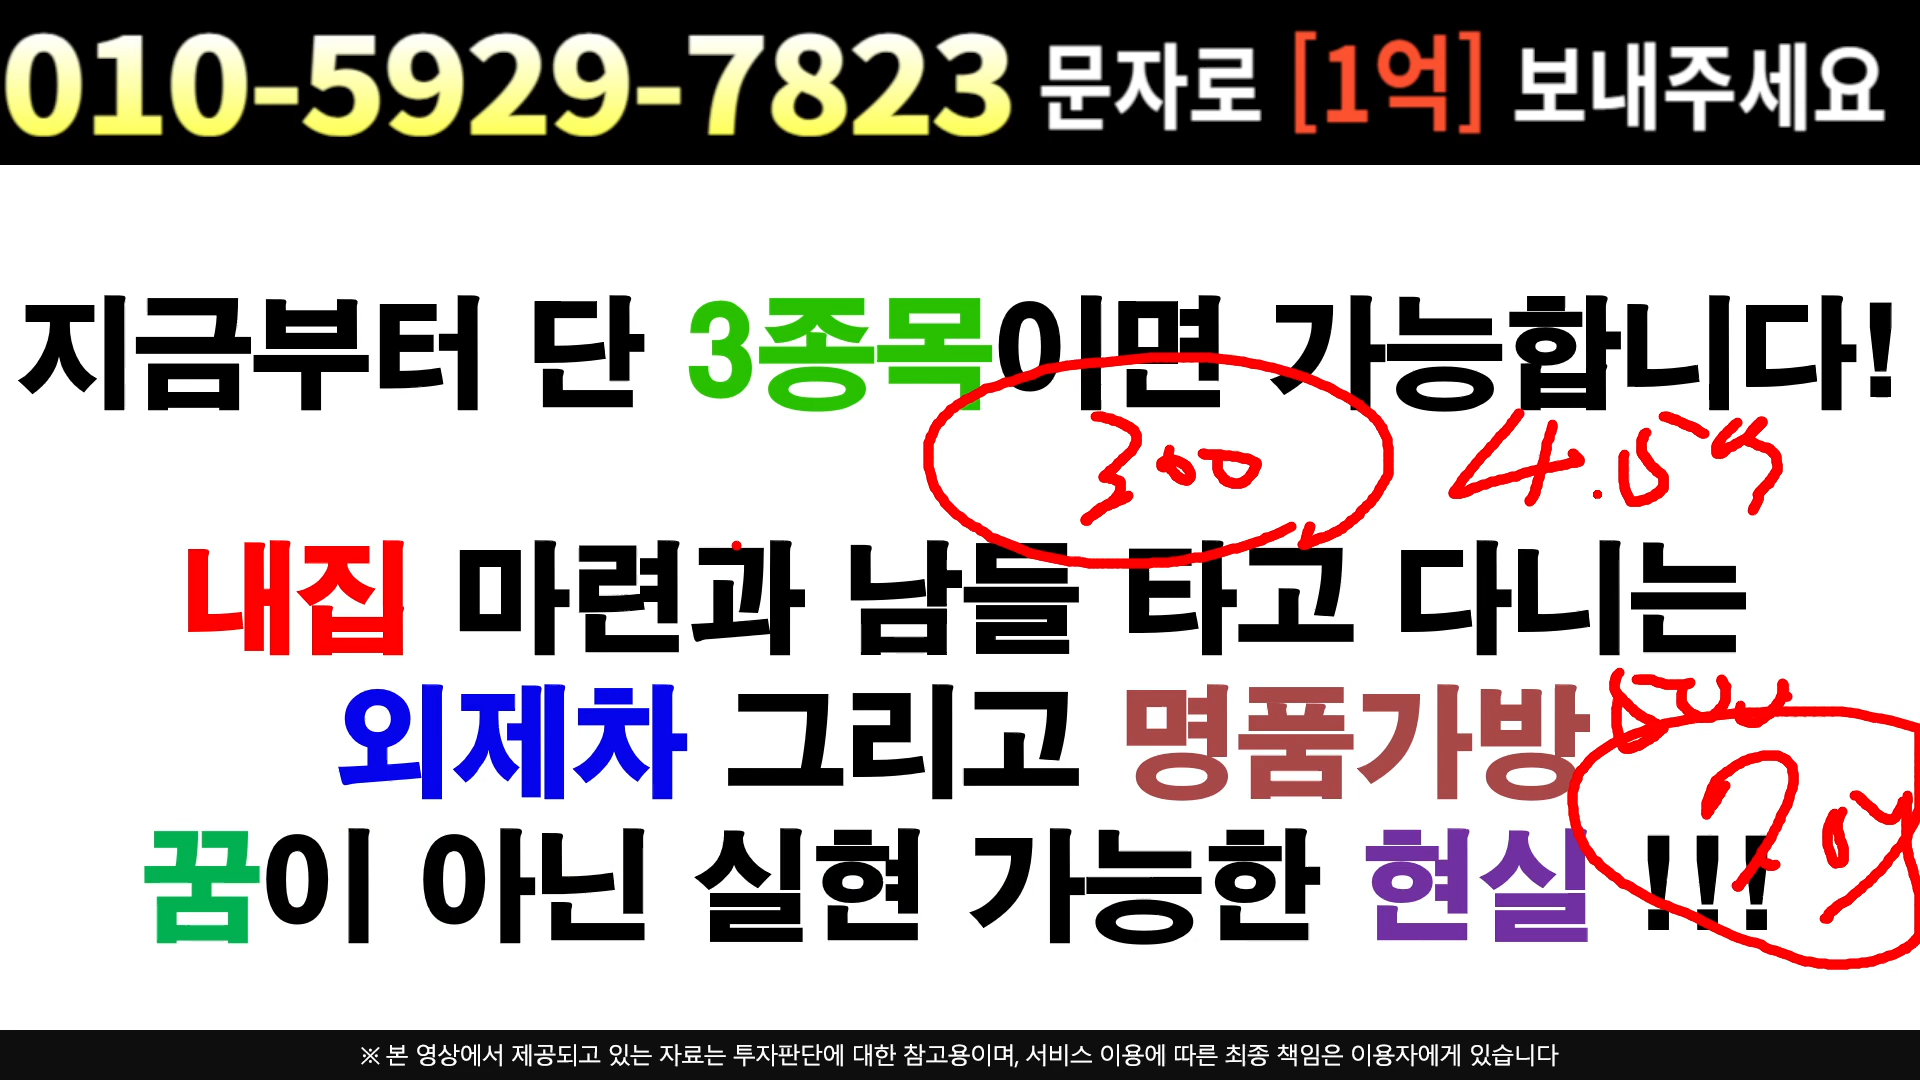 010-5929-7823 문자로 [1억] 보내주세요
지금부터 단 3종목이면 가능합니다!
300
4.5억
내집 마련과 남들 타고 다니는
500
외제차 그리고 명품가방
꿈이 아닌 실현 가능한 현실 !!!
※ 본 영상에서 제공되고 있는 자료는 투자판단에 대한 참고용이며, 서비스 이용에 따른 최종 책임은 이용자에게 있습니다